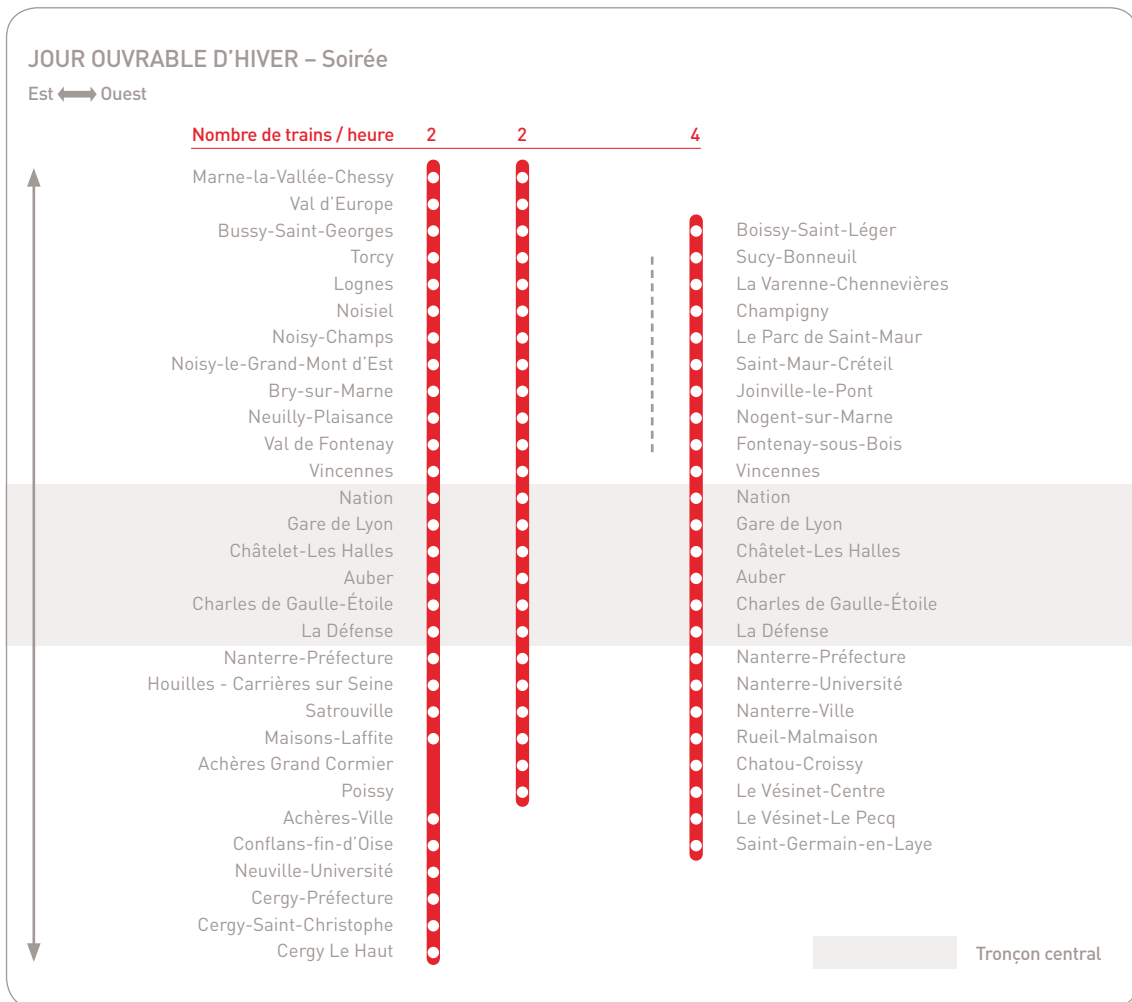 JOUR OUVRABLE D'HIVER – Soirée
Est Ouest
Nombre de trains / heure 2 2 4
Marne-la-Vallée-Chessy
Val d'Europe
Bussy-Saint-Georges Boissy-Saint-Léger
Torcy Sucy-Bonneuil
Lognes La Varenne-Chennevières
Noisiel Champigny
Noisy-Champs Le Parc de Saint-Maur
Noisy-le-Grand-Mont d'Est Saint-Maur-Créteil
Bry-sur-Marne Joinville-le-Pont
Neuilly-Plaisance Nogent-sur-Marne
Val de Fontenay Fontenay-sous-Bois
Vincennes Vincennes
Nation Nation
Gare de Lyon Gare de Lyon
Châtelet-Les Halles Châtelet-Les Halles
Auber Auber
Charles de Gaulle-Étoile Charles de Gaulle-Étoile
La Défense La Défense
Nanterre-Préfecture Nanterre-Préfecture
Houilles - Carrières sur Seine Nanterre-Université
Satrouville Nanterre-Ville
Maisons-Laffite Rueil-Malmaison
Achères Grand Cormier Chatou-Croissy
Poissy Le Vésinet-Centre
Achères-Ville Le Vésinet-Le Pecq
Conflans-fin-d'Oise Saint-Germain-en-Laye
Neuville-Université
Cergy-Préfecture
Cergy-Saint-Christophe
Cergy Le Haut
Tronçon central